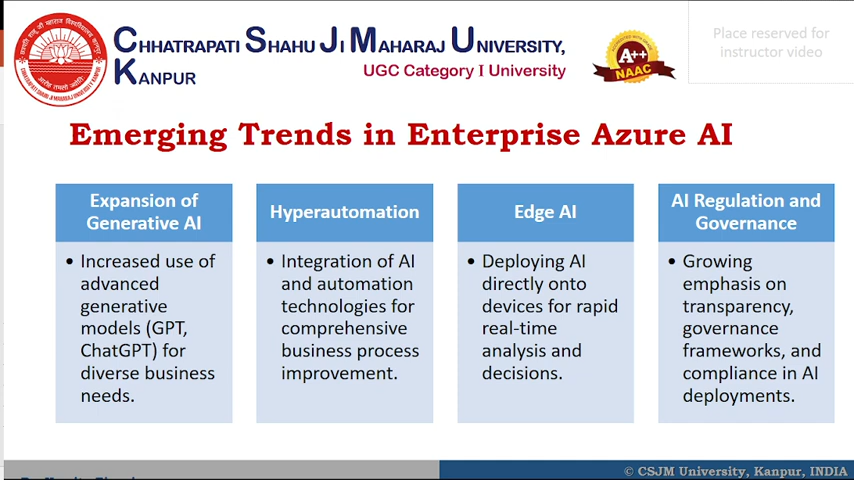 CHHATRAPATI SHAHU JI MAHARAJ UNIVERSITY,
KANPUR
UGC Category I University
A++
NAAC
Place reserved for
instructor video
Emerging Trends in Enterprise Azure AI
Expansion of
Generative AI
• Increased use of
advanced
generative
models (GPT,
ChatGPT) for
diverse business
needs.
Hyperautomation
• Integration of AI
and automation
technologies for
comprehensive
business process
improvement.
Edge AI
• Deploying AI
directly onto
devices for rapid
real-time
analysis and
decisions.
AI Regulation and
Governance
• Growing
emphasis on
transparency,
governance
frameworks, and
compliance in AI
deployments.
© CSJM University, Kanpur, INDIA